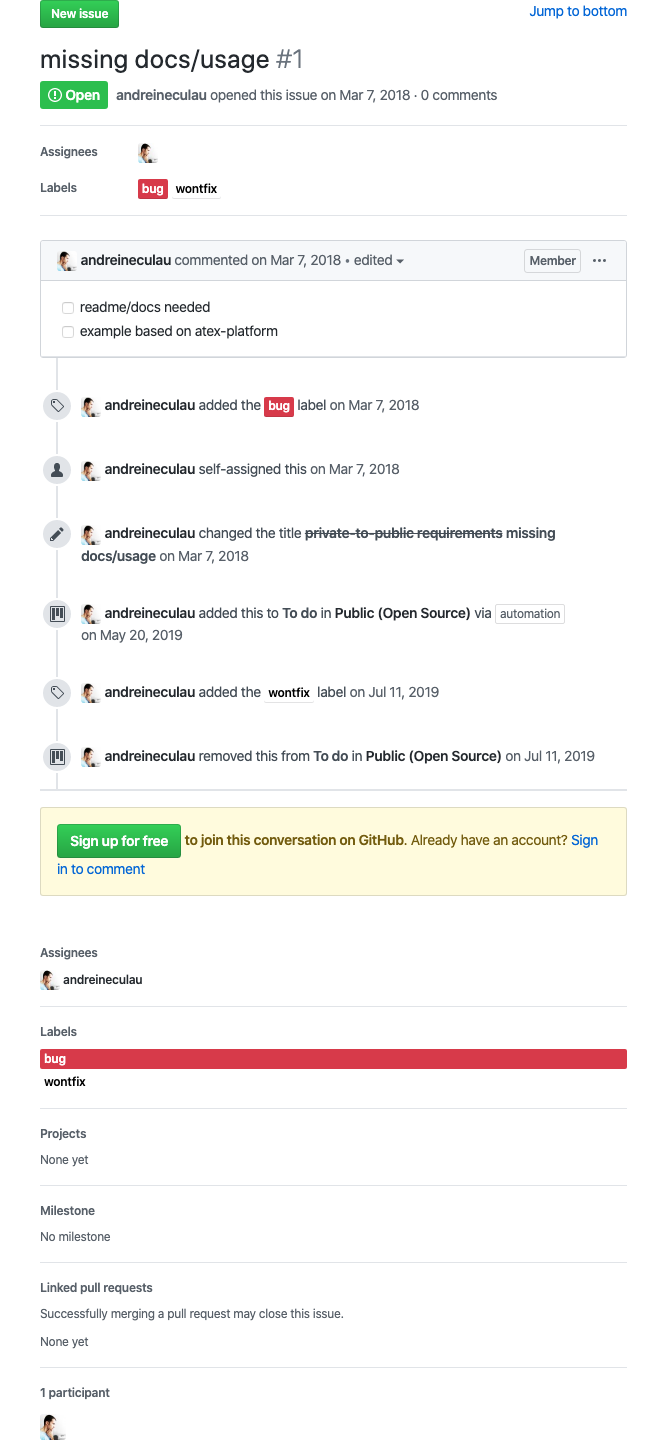 New issue
Jump to bottom
missing docs/usage #1
Open andreineculau opened this issue on Mar 7, 2018 · 0 comments
Assignees
Labels bug wontfix
andreineculau commented on Mar 7, 2018 • edited
Member
readme/docs needed
example based on atex-platform
andreineculau added the bug label on Mar 7, 2018
andreineculau self-assigned this on Mar 7, 2018
andreineculau changed the title private-to-public requirements missing
docs/usage on Mar 7, 2018
andreineculau added this to To do in Public (Open Source) via automation
on May 20, 2019
andreineculau added the wontfix label on Jul 11, 2019
andreineculau removed this from To do in Public (Open Source) on Jul 11, 2019
Sign up for free to join this conversation on GitHub. Already have an account? Sign
in to comment
Assignees
andreineculau
Labels
bug
wontfix
Projects
None yet
Milestone
No milestone
Linked pull requests
Successfully merging a pull request may close this issue.
None yet
1 participant